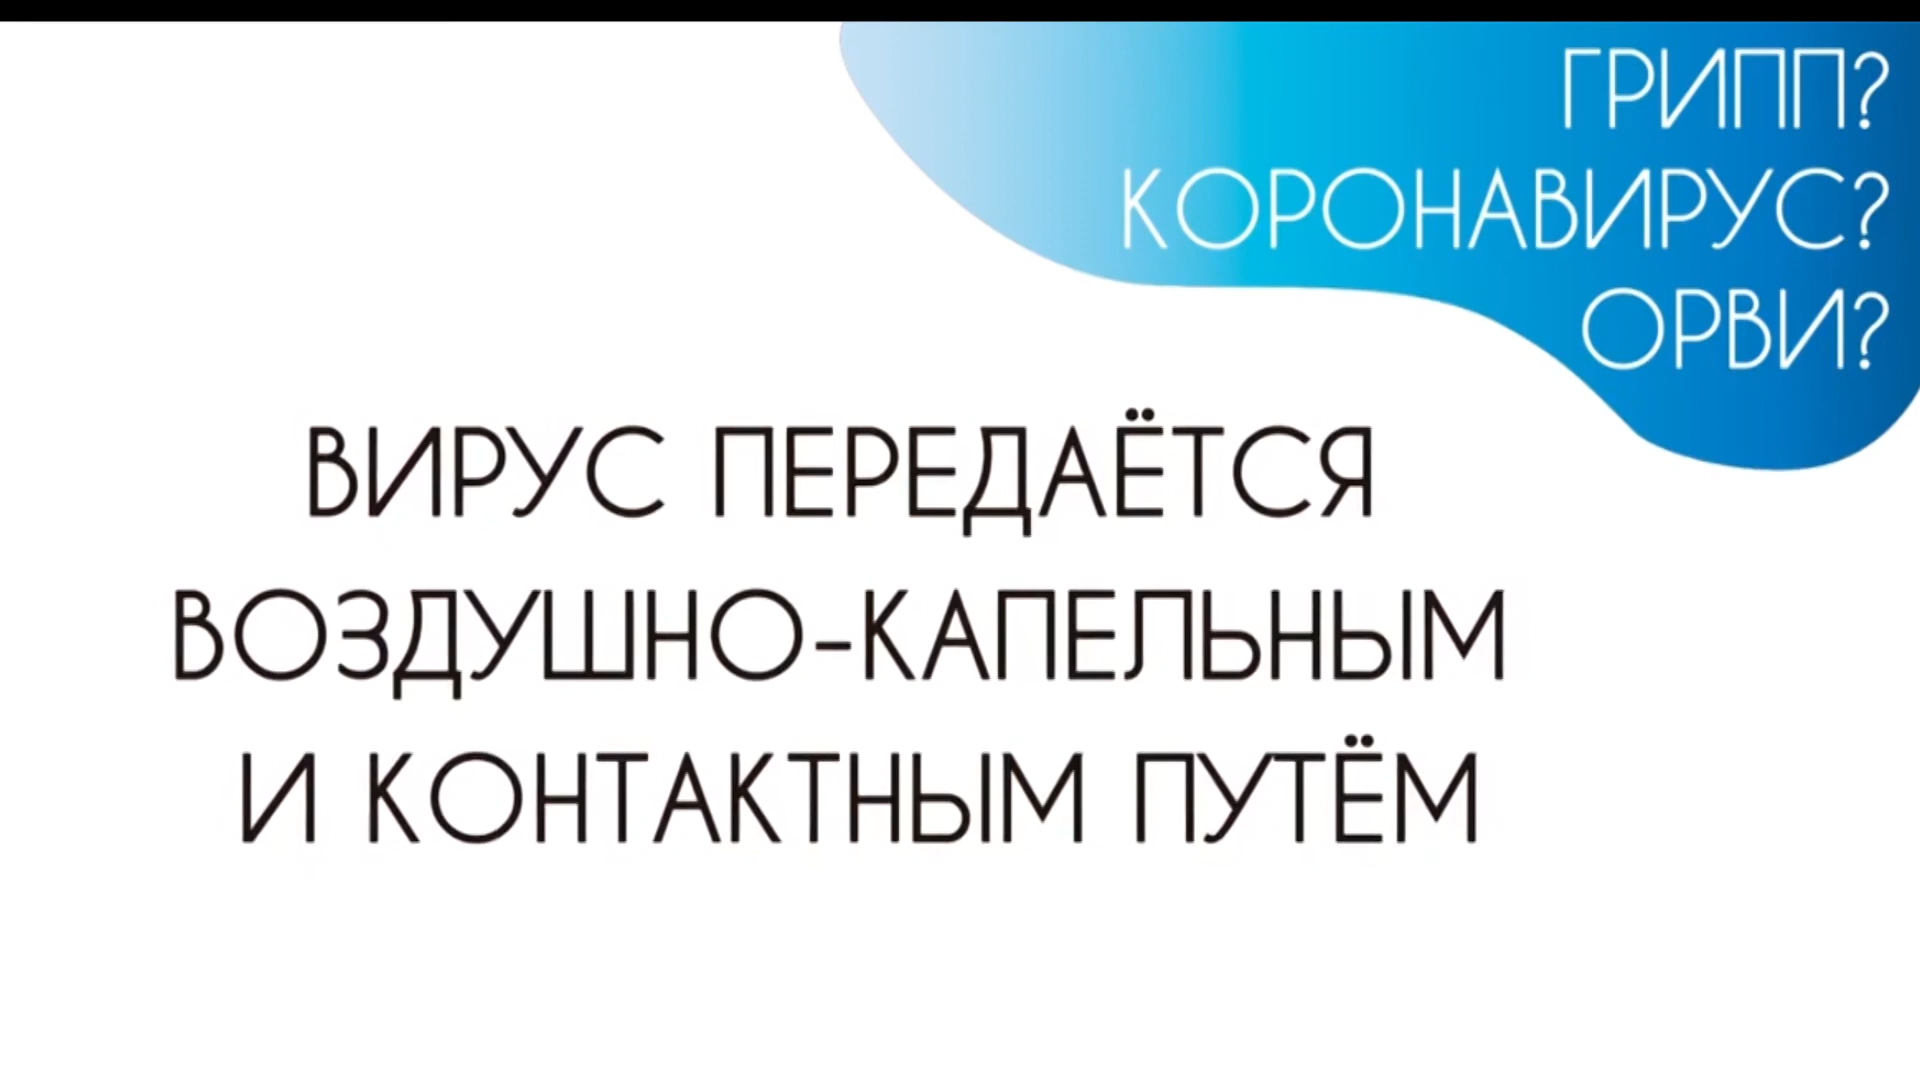 ГРИПП?
КОРОНАВИРУС?
ОРВИ?
ВИРУС ПЕРЕДАЁТСЯ
ВОЗДУШНО-КАПЕЛЬНЫМ
И КОНТАКТНЫМ ПУТЁМ